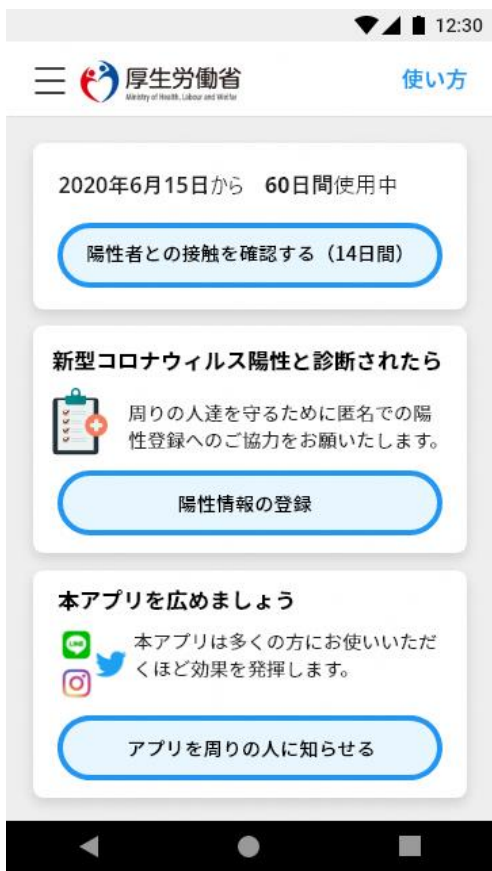 12:30
厚生労働省
Ministry of Health, Labour and Welfare
使い方
2020年6月15日から 60日間使用中
陽性者との接触を確認する（14日間）
新型コロナウィルス陽性と診断されたら
周りの人達を守るために匿名での陽
性登録へのご協力をお願いたします。
陽性情報の登録
本アプリを広めましょう
LINE
本アプリは多くの方にお使いいただ
くほど効果を発揮します。
アプリを周りの人に知らせる